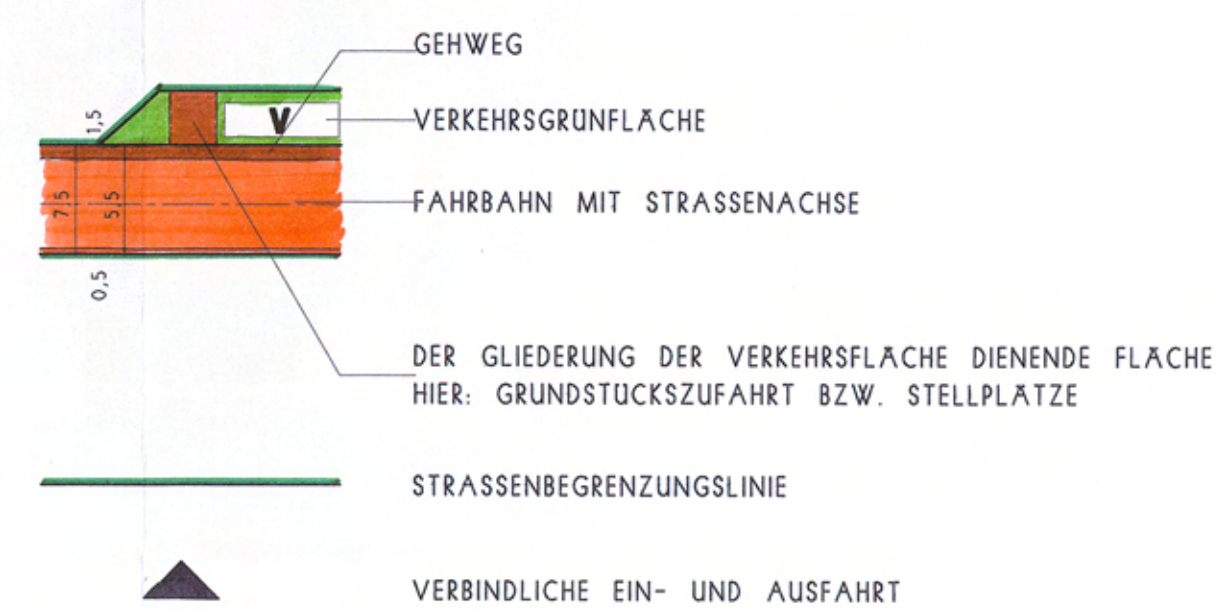 GEHWEG
1,5
V
VERKEHRSGRÜNFLÄCHE
7,5
5,5
FAHRBAHN MIT STRASSENACHSE
0,5
DER GLIEDERUNG DER VERKEHRSFLÄCHE DIENENDE FLÄCHE
HIER: GRUNDSTÜCKSZUFAHRT BZW. STELLPLÄTZE
STRASSENBEGRENZUNGSLINIE
VERBINDLICHE EIN- UND AUSFAHRT